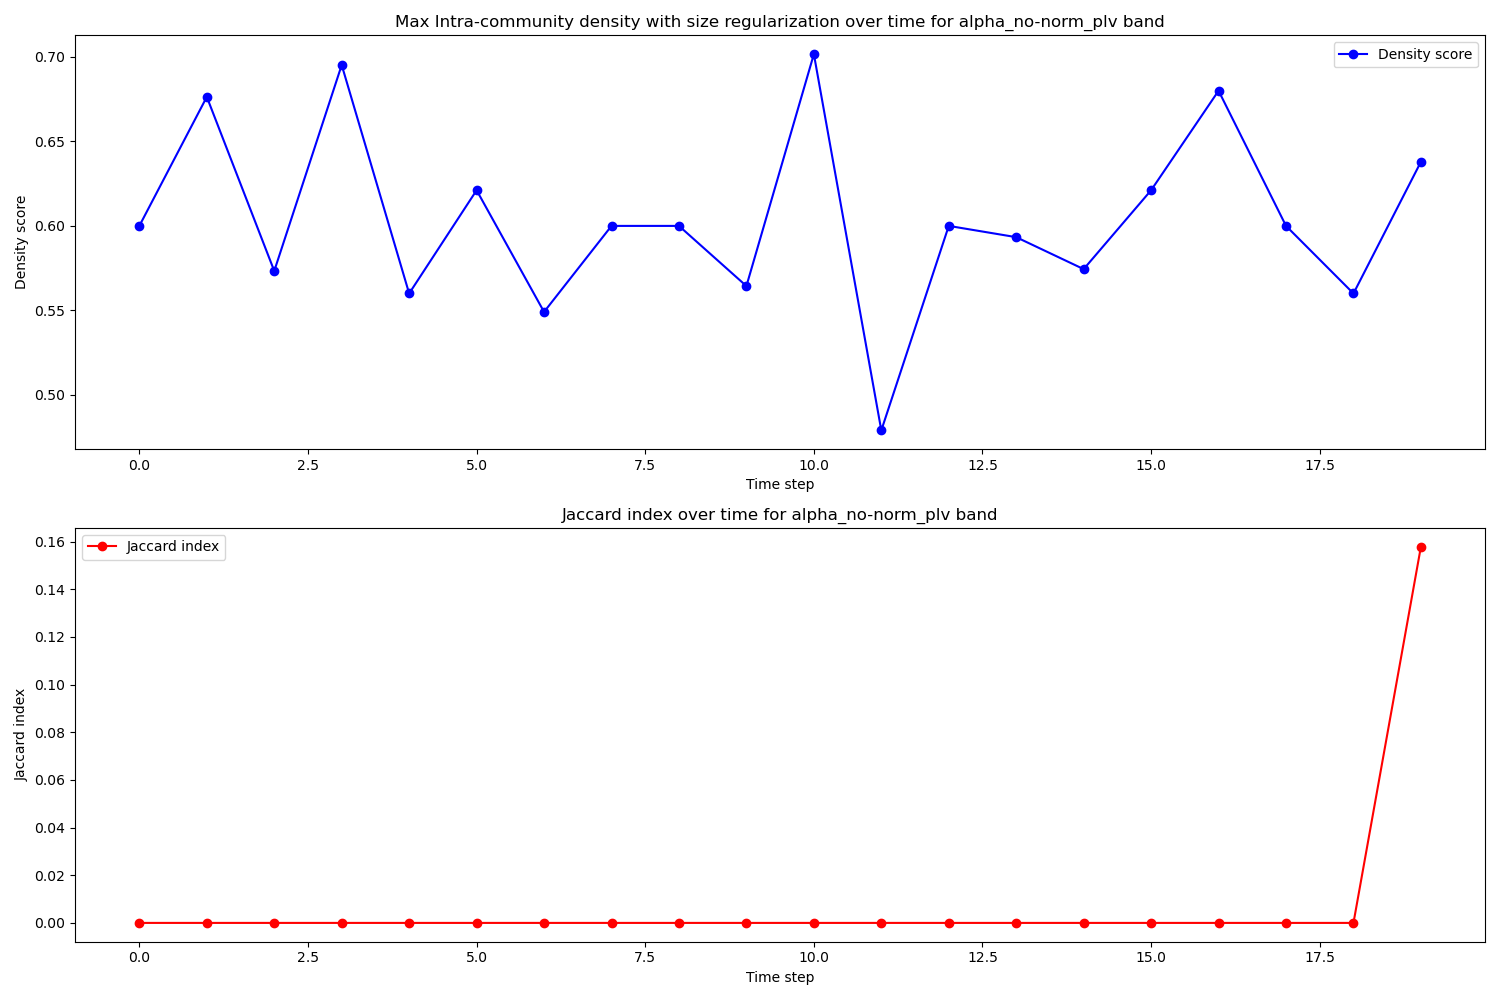 Max Intra-community density with size regularization over time for alpha_no-norm_plv band
Density score
0.70
0.65
0.60
0.55
0.50
Density score
0.0 2.5 5.0 7.5 10.0 12.5 15.0 17.5
Time step
Jaccard index over time for alpha_no-norm_plv band
Jaccard index
0.16
0.14
0.12
0.10
0.08
0.06
0.04
0.02
0.00
Jaccard index
0.0 2.5 5.0 7.5 10.0 12.5 15.0 17.5
Time step